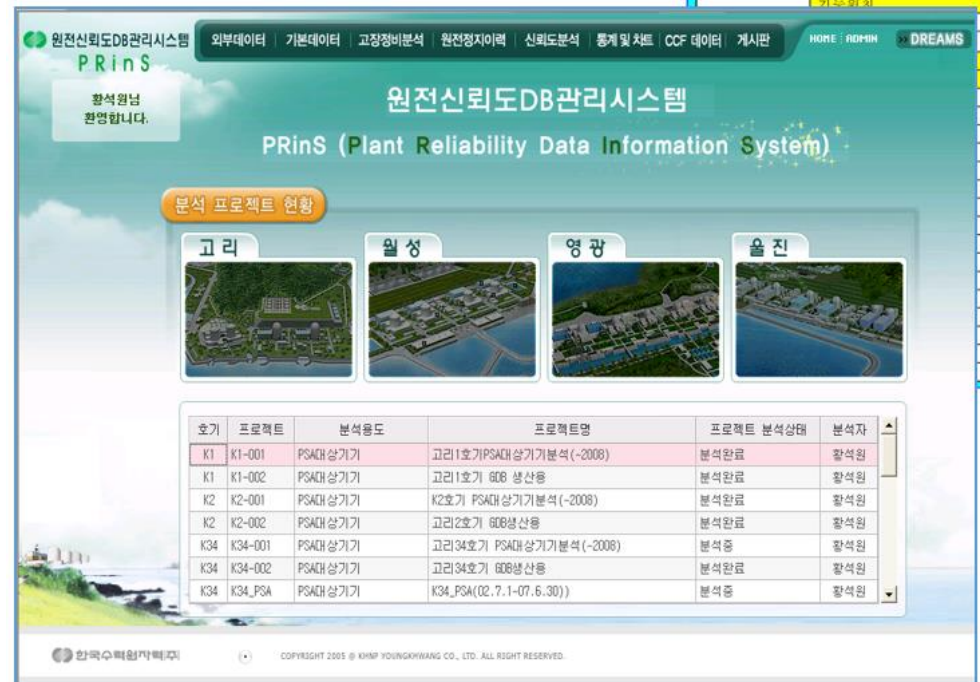 기능위치
원전신뢰도DB관리시스템
PRinS
외부데이터 기본데이터 고장정비분석 원전정지이력 신뢰도분석 통계 및 차트 CCF 데이터 게시판
HOME ADMIN
>> DREAMS
황석원님
환영합니다.
원전신뢰도DB관리시스템
PRinS (Plant Reliability Data Information System)
분석 프로젝트 현황
고리 월성 영광 울진
호기 프로젝트 분석용도 프로젝트명 프로젝트 분석상태 분석자
K1 K1-001 PSA대상기기 고리1호기PSA대상기기분석(~2008) 분석완료 황석원
K1 K1-002 PSA대상기기 고리1호기 GDB 생산용 분석완료 황석원
K2 K2-001 PSA대상기기 K2호기 PSA대상기기분석(~2008) 분석완료 황석원
K2 K2-002 PSA대상기기 고리2호기 GDB생산용 분석완료 황석원
K34 K34-001 PSA대상기기 고리34호기 PSA대상기기분석(~2008) 분석중 황석원
K34 K34-002 PSA대상기기 고리34호기 GDB생산용 분석완료 황석원
K34 K34_PSA PSA대상기기 K34_PSA(02.7.1-07.6.30)) 분석중 황석원
한국수력원자력(주)
COPYRIGHT 2005 @ KHNP YOUNGKHWANG CO., LTD. ALL RIGHT RESERVED.